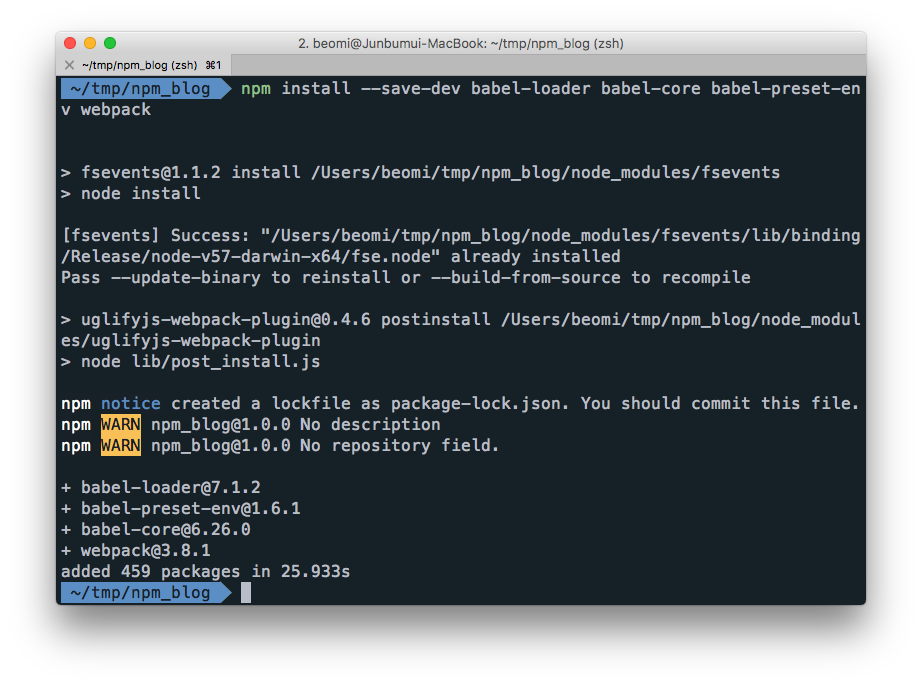 2. beomi@Junbumui-MacBook: ~/tmp/npm_blog (zsh)
~/tmp/npm_blog (zsh) ⌘1
~/tmp/npm_blog npm install --save-dev babel-loader babel-core babel-preset-en
v webpack
> fsevents@1.1.2 install /Users/beomi/tmp/npm_blog/node_modules/fsevents
> node install
[fsevents] Success: "/Users/beomi/tmp/npm_blog/node_modules/fsevents/lib/binding
/Release/node-v57-darwin-x64/fse.node" already installed
Pass --update-binary to reinstall or --build-from-source to recompile
> uglifyjs-webpack-plugin@0.4.6 postinstall /Users/beomi/tmp/npm_blog/node_modul
es/uglifyjs-webpack-plugin
> node lib/post_install.js
npm notice created a lockfile as package-lock.json. You should commit this file.
npm WARN npm_blog@1.0.0 No description
npm WARN npm_blog@1.0.0 No repository field.
+ babel-loader@7.1.2
+ babel-preset-env@1.6.1
+ babel-core@6.26.0
+ webpack@3.8.1
added 459 packages in 25.933s
~/tmp/npm_blog